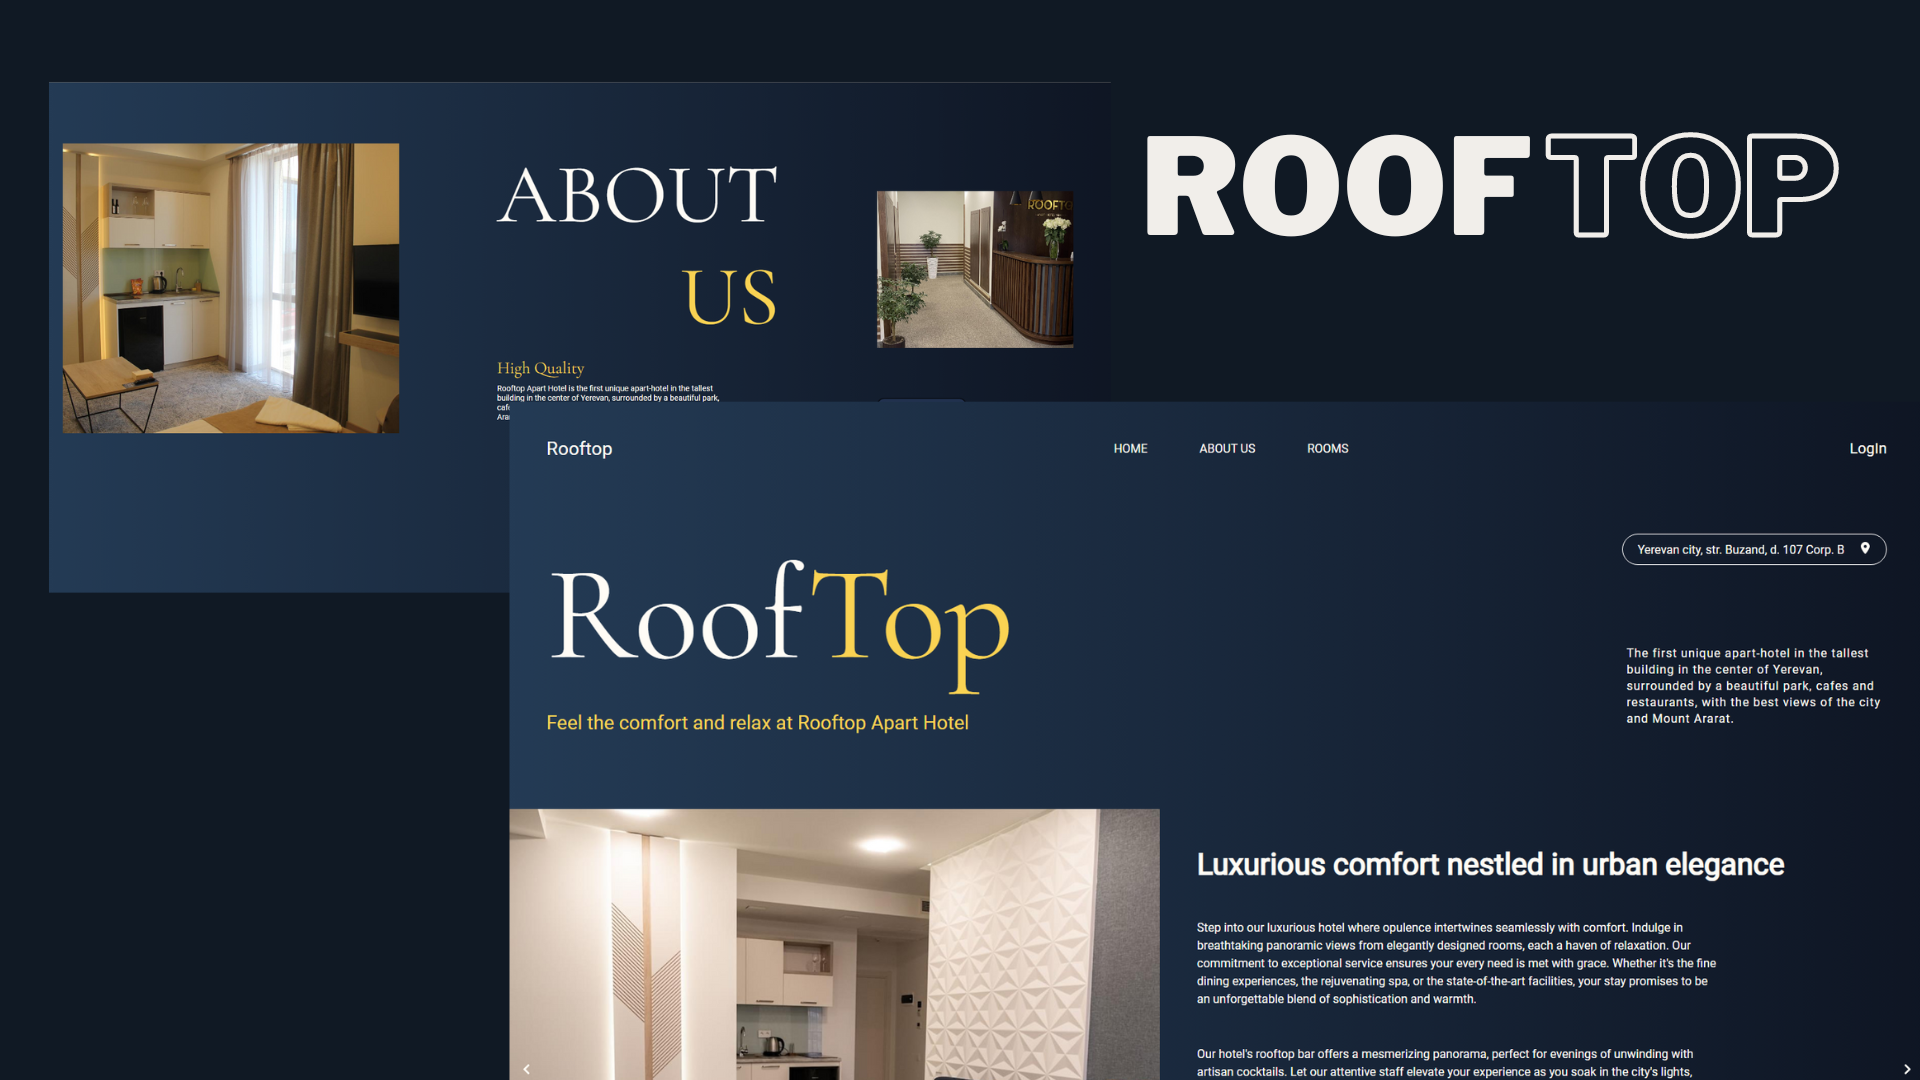 ROOFTOP
ABOUT
US
ROOFTO
High Quality
Rooftop Apart Hotel is the first unique apart-hotel in the tallest
building in the center of Yerevan, surrounded by a beautiful park,
Rooftop
HOME
ABOUT US
ROOMS
LogIn
Yerevan city, str. Buzand, d. 107 Corp. B
RoofTop
Feel the comfort and relax at Rooftop Apart Hotel
The first unique apart-hotel in the tallest
building in the center of Yerevan,
surrounded by a beautiful park, cafes and
restaurants, with the best views of the city
and Mount Ararat.
Luxurious comfort nestled in urban elegance
Step into our luxurious hotel where opulence intertwines seamlessly with comfort. Indulge in
breathtaking panoramic views from elegantly designed rooms, each a haven of relaxation. Our
commitment to exceptional service ensures your every need is met with grace. Whether it's the fine
dining experiences, the rejuvenating spa, or the state-of-the-art facilities, your stay promises to be
an unforgettable blend of sophistication and warmth.
Our hotel's rooftop bar offers a mesmerizing panorama, perfect for evenings of unwinding with
artisan cocktails. Let our attentive staff elevate your experience as you soak in the city's lights,